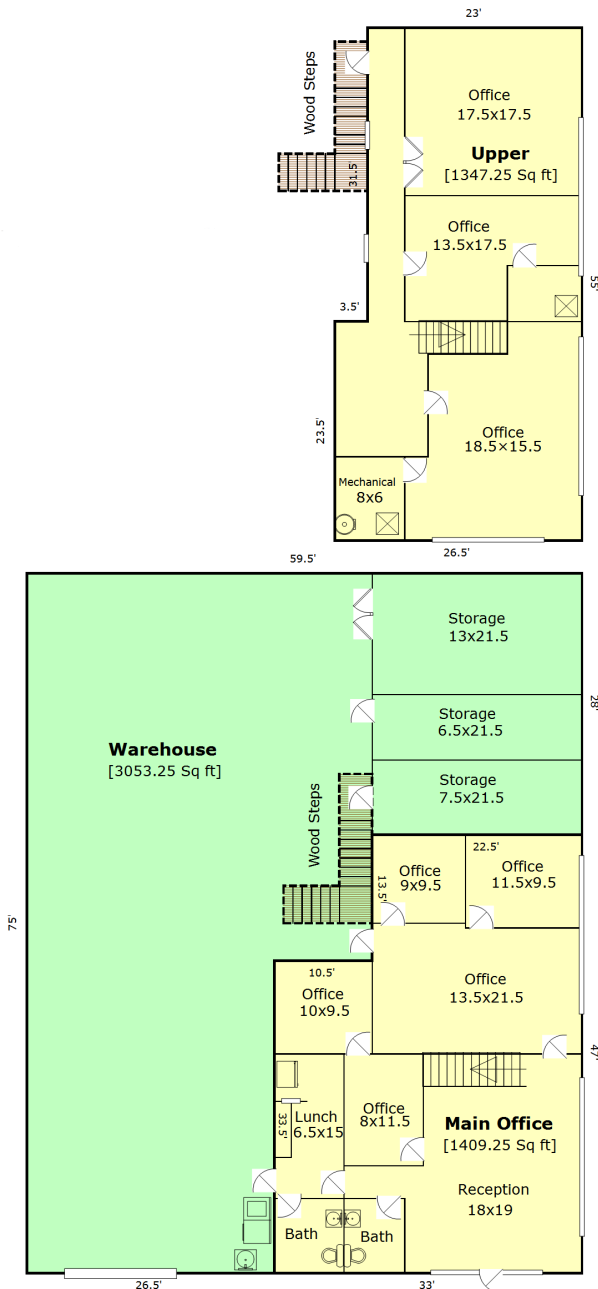 23'
Wood Steps
Office
17.5x17.5
Upper
[1347.25 Sq ft]
31.5'
Office
13.5x17.5
55'
3.5'
23.5'
Office
18.5×15.5
Mechanical
8x6
26.5'
59.5'
Storage
13x21.5
28'
Storage
6.5x21.5
Warehouse
[3053.25 Sq ft]
Storage
7.5x21.5
Wood Steps
22.5'
Office
9x9.5
Office
11.5x9.5
13.5'
75'
10.5'
Office
10x9.5
Office
13.5x21.5
47'
Lunch
6.5x15
33.5'
Office
8x11.5
Main Office
[1409.25 Sq ft]
Reception
18x19
Bath
Bath
26.5'
33'